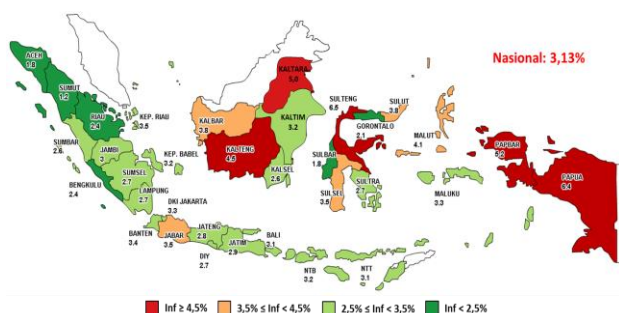 Nasional: 3,13%
ACEH
1.8
SUMUT
1.2
RIAU
2.4
KEP. RIAU
3.5
SUMBAR
2.6
JAMBI
3
BENGKULU
2.4
SUMSEL
2.7
LAMPUNG
2.7
KEP. BABEL
3.2
DKI JAKARTA
3.3
BANTEN
3.4
JABAR
3.5
JATENG
2.8
DIY
2.7
JATIM
2.9
BALI
3.1
NTB
3.2
NTT
3.1
KALBAR
3.8
KALTENG
4.5
KALSEL
2.6
KALTIM
3.2
KALTARA
5.0
SULTENG
6.5
SULUT
3.8
GORONTALO
2.1
SULBAR
1.8
SULSEL
3.5
SULTRA
2.7
MALUT
4.1
MALUKU
3.3
PAPBAR
5.2
PAPUA
6.4
Inf ≥ 4,5%
3,5% ≤ Inf < 4,5%
2,5% ≤ Inf < 3,5%
Inf < 2,5%